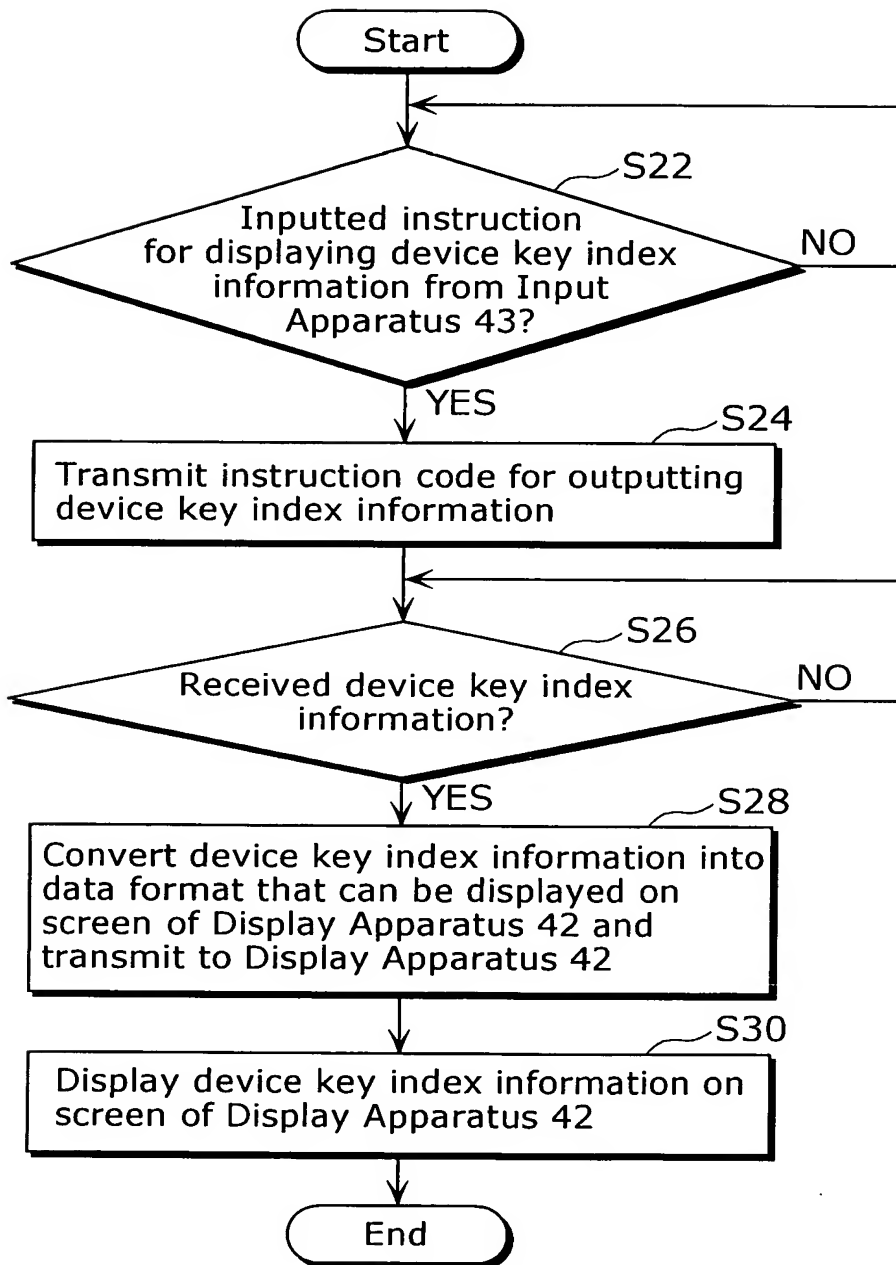 Start
S22
Inputted instruction
for displaying device key index
information from Input
Apparatus 43?
NO
YES
S24
Transmit instruction code for outputting
device key index information
S26
Received device key index
information?
NO
YES
S28
Convert device key index information into
data format that can be displayed on
screen of Display Apparatus 42 and
transmit to Display Apparatus 42
S30
Display device key index information on
screen of Display Apparatus 42
End